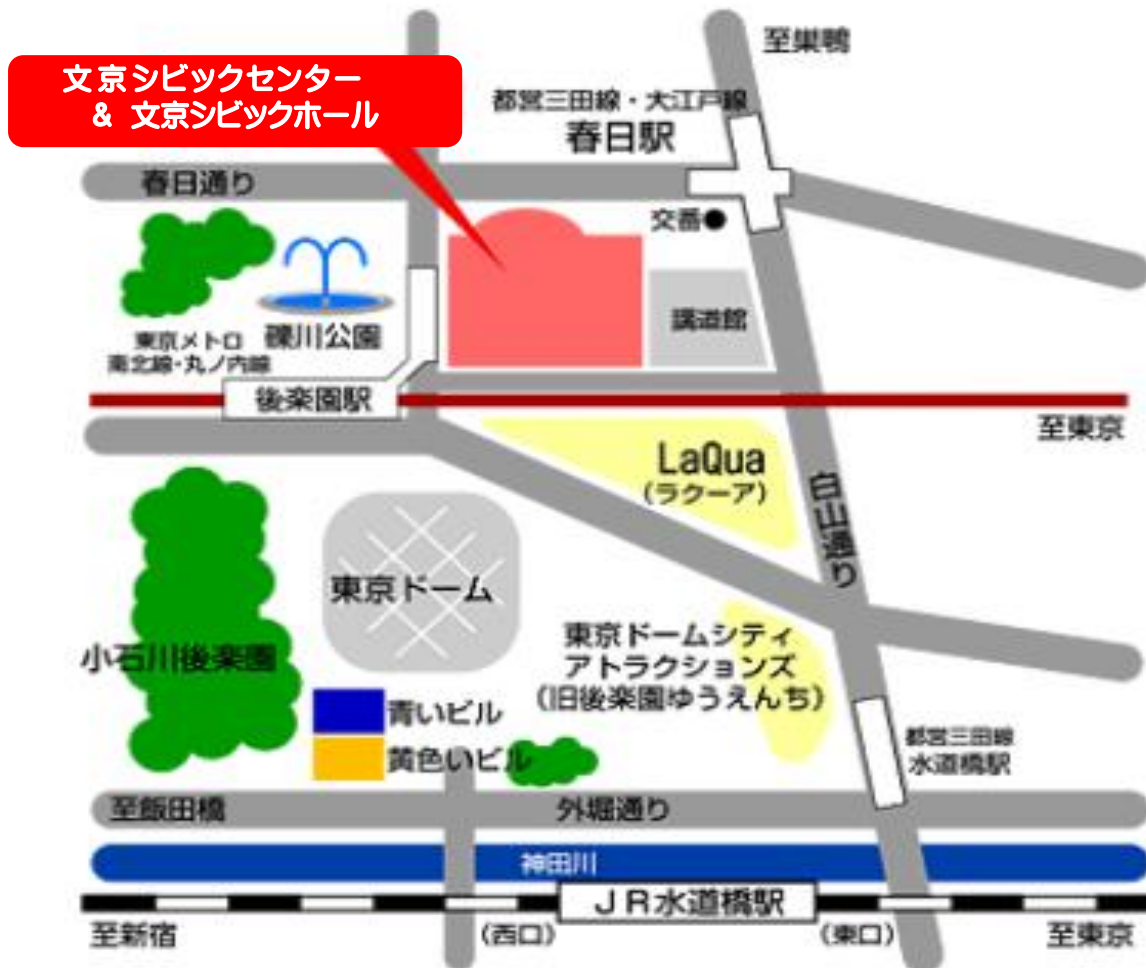 至巣鴨
文京シビックセンター
& 文京シビックホール
都営三田線・大江戸線
春日駅
春日通り
交番●
講道館
東京メトロ
南北線・丸ノ内線
礫川公園
後楽園駅
至東京
LaQua
(ラクーア)
白山通り
東京ドーム
小石川後楽園
東京ドームシティ
アトラクションズ
(旧後楽園ゆうえんち)
青いビル
黄色いビル
都営三田線
水道橋駅
至飯田橋
外堀通り
神田川
JR水道橋駅
至新宿
(西口)
(東口)
至東京